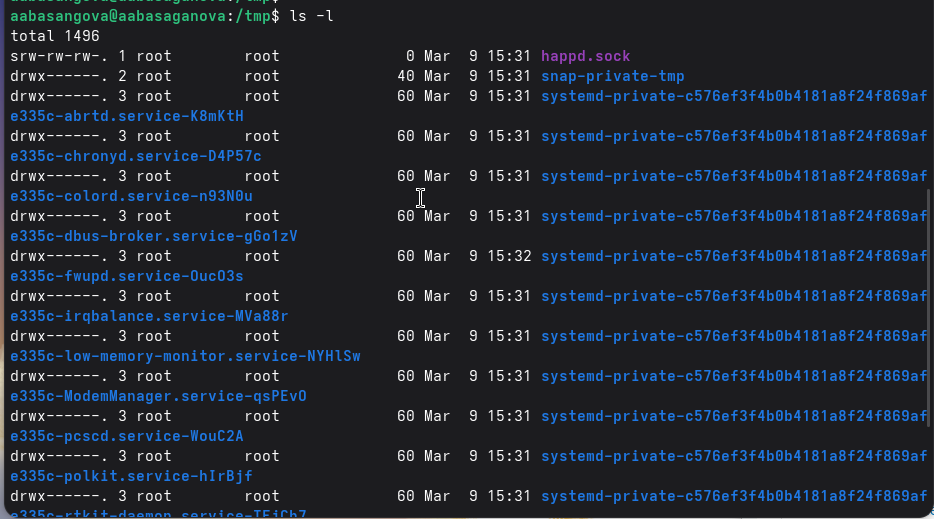 aabasangova@aabasaganova:/tmp$ ls -l
total 1496
srw-rw-rw-. 1 root root 0 Mar 9 15:31 happd.sock
drwx------. 2 root root 40 Mar 9 15:31 snap-private-tmp
drwx------. 3 root root 60 Mar 9 15:31 systemd-private-c576ef3f4b0b4181a8f24f869af
e335c-abrtd.service-K8mKtH
drwx------. 3 root root 60 Mar 9 15:31 systemd-private-c576ef3f4b0b4181a8f24f869af
e335c-chronyd.service-D4P57c
drwx------. 3 root root 60 Mar 9 15:31 systemd-private-c576ef3f4b0b4181a8f24f869af
e335c-colord.service-n93N0u
drwx------. 3 root root 60 Mar 9 15:31 systemd-private-c576ef3f4b0b4181a8f24f869af
e335c-dbus-broker.service-gGo1zV
drwx------. 3 root root 60 Mar 9 15:32 systemd-private-c576ef3f4b0b4181a8f24f869af
e335c-fwupd.service-OucO3s
drwx------. 3 root root 60 Mar 9 15:31 systemd-private-c576ef3f4b0b4181a8f24f869af
e335c-irqbalance.service-MVa88r
drwx------. 3 root root 60 Mar 9 15:31 systemd-private-c576ef3f4b0b4181a8f24f869af
e335c-low-memory-monitor.service-NYHlSw
drwx------. 3 root root 60 Mar 9 15:31 systemd-private-c576ef3f4b0b4181a8f24f869af
e335c-ModemManager.service-qsPEvO
drwx------. 3 root root 60 Mar 9 15:31 systemd-private-c576ef3f4b0b4181a8f24f869af
e335c-pcscd.service-WouC2A
drwx------. 3 root root 60 Mar 9 15:31 systemd-private-c576ef3f4b0b4181a8f24f869af
e335c-polkit.service-hIrBjf
drwx------. 3 root root 60 Mar 9 15:31 systemd-private-c576ef3f4b0b4181a8f24f869af